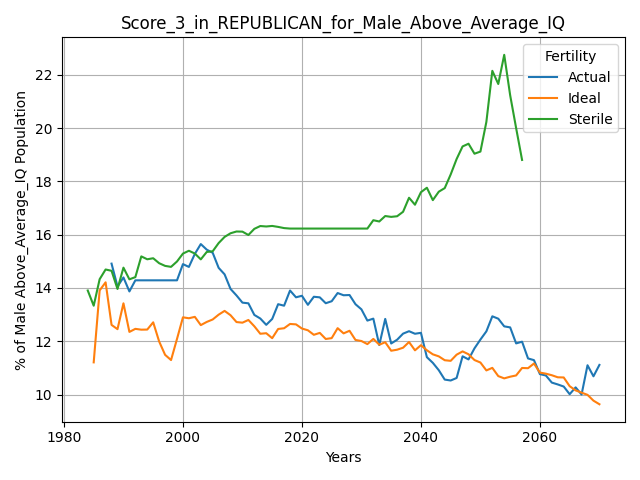 Score_3_in_REPUBLICAN_for_Male_Above_Average_IQ
Fertility
Actual
Ideal
Sterile
% of Male Above_Average_IQ Population
22
20
18
16
14
12
10
1980
2000
2020
2040
2060
Years